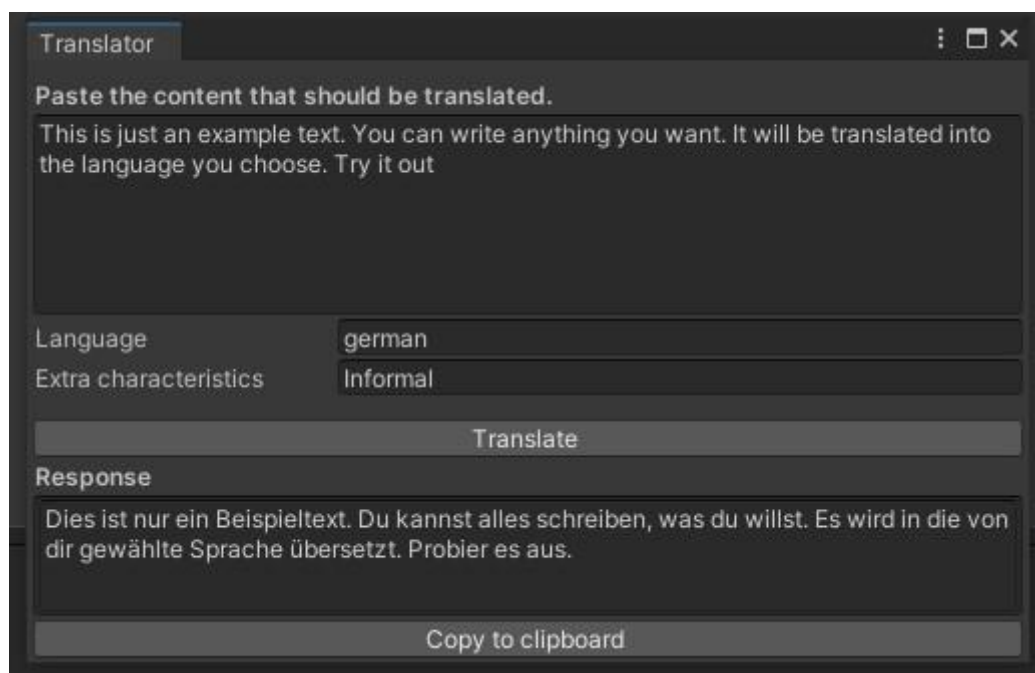 Translator
Paste the content that should be translated.
This is just an example text. You can write anything you want. It will be translated into
the language you choose. Try it out
Language german
Extra characteristics Informal
Translate
Response
Dies ist nur ein Beispieltext. Du kannst alles schreiben, was du willst. Es wird in die von
dir gewählte Sprache übersetzt. Probier es aus.
Copy to clipboard